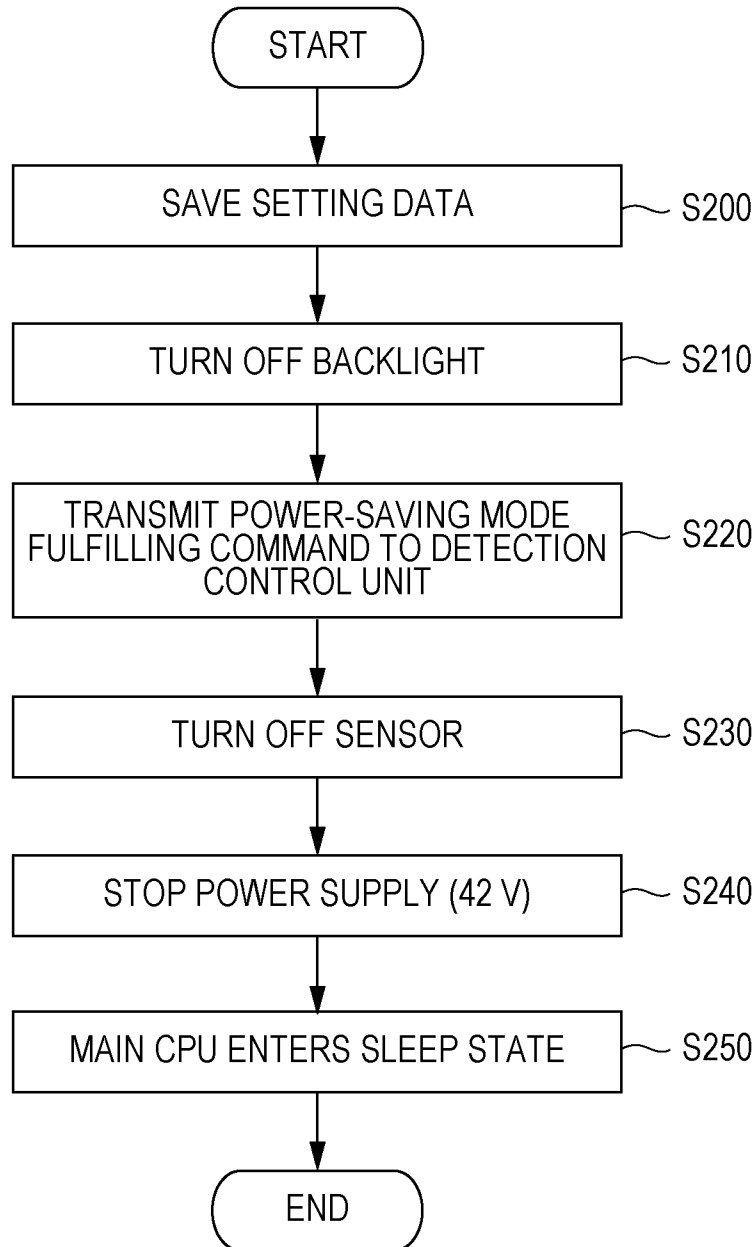 START
SAVE SETTING DATA
S200
TURN OFF BACKLIGHT
S210
TRANSMIT POWER-SAVING MODE
FULFILLING COMMAND TO DETECTION
CONTROL UNIT
S220
TURN OFF SENSOR
S230
STOP POWER SUPPLY (42 V)
S240
MAIN CPU ENTERS SLEEP STATE
S250
END